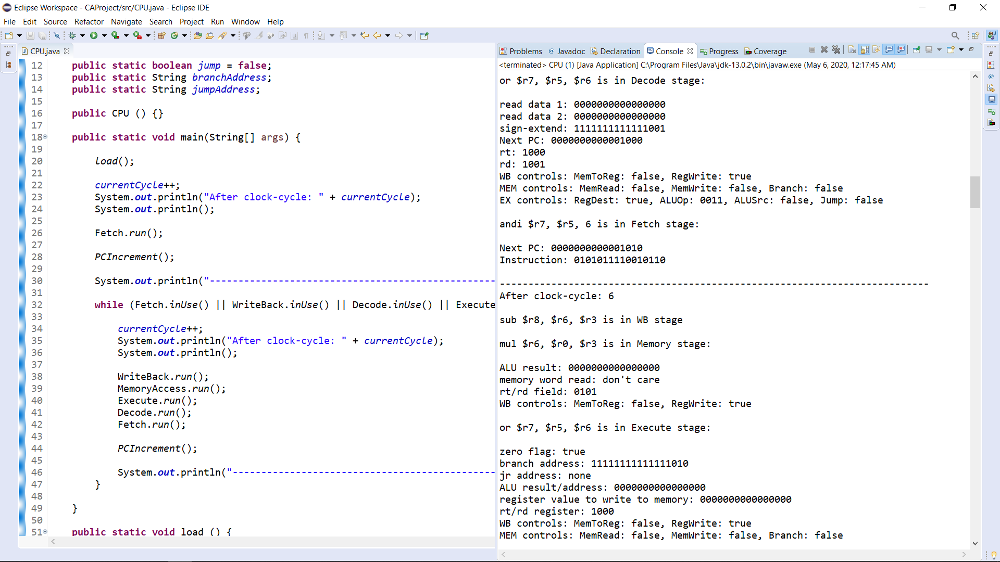 Eclipse Workspace - CAProject/src/CPU.java - Eclipse IDE
File Edit Source Refactor Navigate Search Project Run Window Help
CPU.java
12 public static boolean jump = false;
13 public static String branchAddress;
14 public static String jumpAddress;
15
16 public CPU () {}
17
18 public static void main(String[] args) {
19
20 load();
21
22 currentCycle++;
23 System.out.println("After clock-cycle: " + currentCycle);
24 System.out.println();
25
26 Fetch.run();
27
28 PCIncrement();
29
30 System.out.println("--------------------------------------------------
31
32 while (Fetch.inUse() || WriteBack.inUse() || Decode.inUse() || Execute
33
34 currentCycle++;
35 System.out.println("After clock-cycle: " + currentCycle);
36 System.out.println();
37
38 WriteBack.run();
39 MemoryAccess.run();
40 Execute.run();
41 Decode.run();
42 Fetch.run();
43
44 PCIncrement();
45
46 System.out.println("----------------------------------------------
47 }
48
49 }
50
51 public static void load () {
Problems @ Javadoc Declaration Console Progress Coverage
<terminated> CPU (1) [Java Application] C:\Program Files\Java\jdk-13.0.2\bin\javaw.exe (May 6, 2020, 12:17:45 AM)
or $r7, $r5, $r6 is in Decode stage:
read data 1: 0000000000000000
read data 2: 0000000000000000
sign-extend: 1111111111111001
Next PC: 0000000000001000
rt: 1000
rd: 1001
WB controls: MemToReg: false, RegWrite: true
MEM controls: MemRead: false, MemWrite: false, Branch: false
EX controls: RegDest: true, ALUOp: 0011, ALUSrc: false, Jump: false
andi $r7, $r5, 6 is in Fetch stage:
Next PC: 0000000000001010
Instruction: 0101011110010110
---------------------------------------------------------------------------
After clock-cycle: 6
sub $r8, $r6, $r3 is in WB stage
mul $r6, $r0, $r3 is in Memory stage:
ALU result: 0000000000000000
memory word read: don't care
rt/rd field: 0101
WB controls: MemToReg: false, RegWrite: true
or $r7, $r5, $r6 is in Execute stage:
zero flag: true
branch address: 11111111111111010
jr address: none
ALU result/address: 0000000000000000
register value to write to memory: 0000000000000000
rt/rd register: 1000
WB controls: MemToReg: false, RegWrite: true
MEM controls: MemRead: false, MemWrite: false, Branch: false